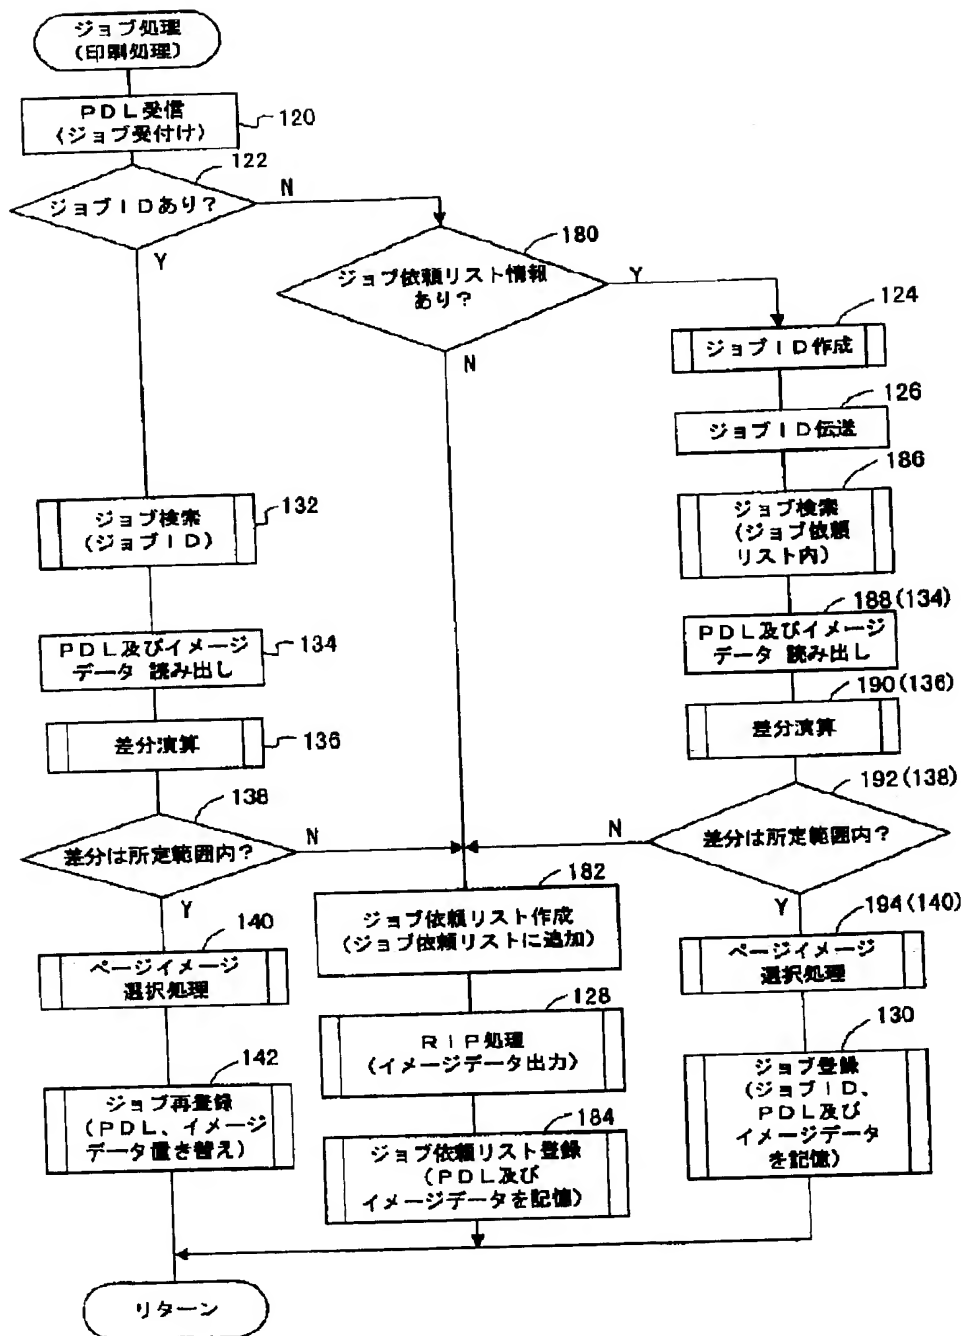 ジョブ処理
(印刷処理)
PDL受信
(ジョブ受付け)
120
122
ジョブIDあり?
N
Y
180
ジョブ依頼リスト情報
あり?
Y
N
124
ジョブID作成
126
ジョブID伝送
186
ジョブ検索
(ジョブ依頼
リスト内)
132
ジョブ検索
(ジョブID)
188(134)
PDL及びイメージ
データ 読み出し
134
PDL及びイメージ
データ 読み出し
190(136)
差分演算
136
差分演算
138
差分は所定範囲内?
N
Y
192(138)
差分は所定範囲内?
N
Y
182
ジョブ依頼リスト作成
(ジョブ依頼リストに追加)
140
ページイメージ
選択処理
194(140)
ページイメージ
選択処理
128
RIP処理
(イメージデータ出力)
130
ジョブ登録
(ジョブID、
PDL及び
イメージデータ
を記憶)
142
ジョブ再登録
(PDL、イメージ
データ置き替え)
184
ジョブ依頼リスト登録
(PDL及び
イメージデータを記憶)
リターン